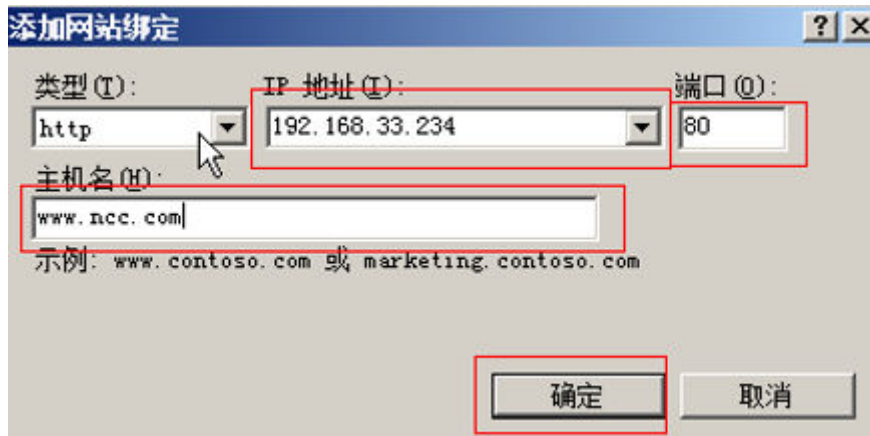 添加网站绑定
类型(T): IP 地址(I): 端口(O):
http 192.168.33.234 80
主机名(H):
www.ncc.com
示例: www.contoso.com 或 marketing.contoso.com
确定 取消